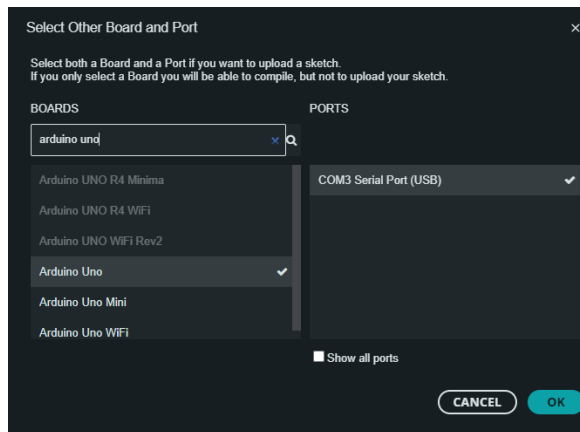 Select Other Board and Port
Select both a Board and a Port if you want to upload a sketch.
If you only select a Board you will be able to compile, but not to upload your sketch.
BOARDS
PORTS
arduino uno
Arduino UNO R4 Minima
COM3 Serial Port (USB)
Arduino UNO R4 WiFi
Arduino UNO WiFi Rev2
Arduino Uno
Arduino Uno Mini
Arduino Uno WiFi
Show all ports
CANCEL
OK